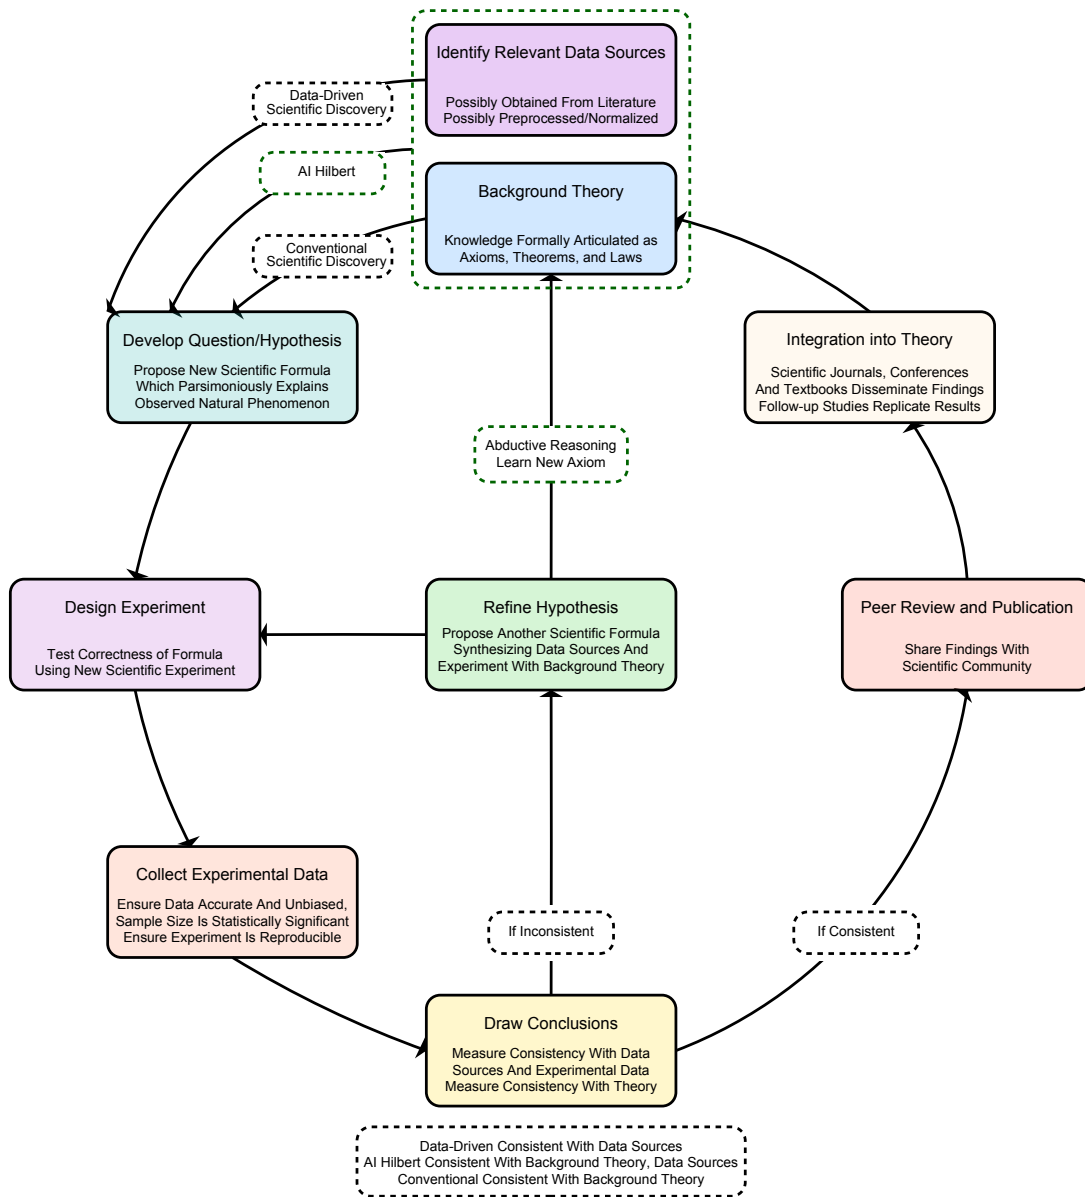 Identify Relevant Data Sources
Possibly Obtained From Literature
Possibly Preprocessed/Normalized
Data-Driven
Scientific Discovery
AI Hilbert
Background Theory
Knowledge Formally Articulated as
Axioms, Theorems, and Laws
Conventional
Scientific Discovery
Develop Question/Hypothesis
Propose New Scientific Formula
Which Parsimoniously Explains
Observed Natural Phenomenon
Integration into Theory
Scientific Journals, Conferences
And Textbooks Disseminate Findings
Follow-up Studies Replicate Results
Abductive Reasoning
Learn New Axiom
Design Experiment
Test Correctness of Formula
Using New Scientific Experiment
Refine Hypothesis
Propose Another Scientific Formula
Synthesizing Data Sources And
Experiment With Background Theory
Peer Review and Publication
Share Findings With
Scientific Community
Collect Experimental Data
Ensure Data Accurate And Unbiased,
Sample Size Is Statistically Significant
Ensure Experiment Is Reproducible
If Inconsistent
If Consistent
Draw Conclusions
Measure Consistency With Data
Sources And Experimental Data
Measure Consistency With Theory
Data-Driven Consistent With Data Sources
AI Hilbert Consistent With Background Theory, Data Sources
Conventional Consistent With Background Theory